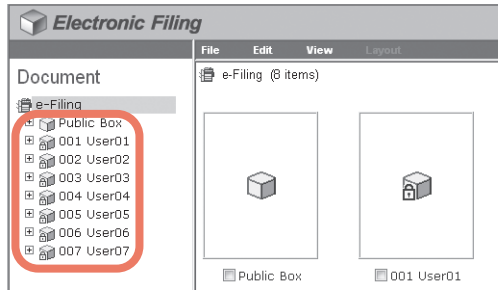 Electronic Filing
File Edit View Layout
Document
e-Filing (8 items)
e-Filing
Public Box
001 User01
002 User02
003 User03
004 User04
005 User05
006 User06
007 User07
Public Box
001 User01